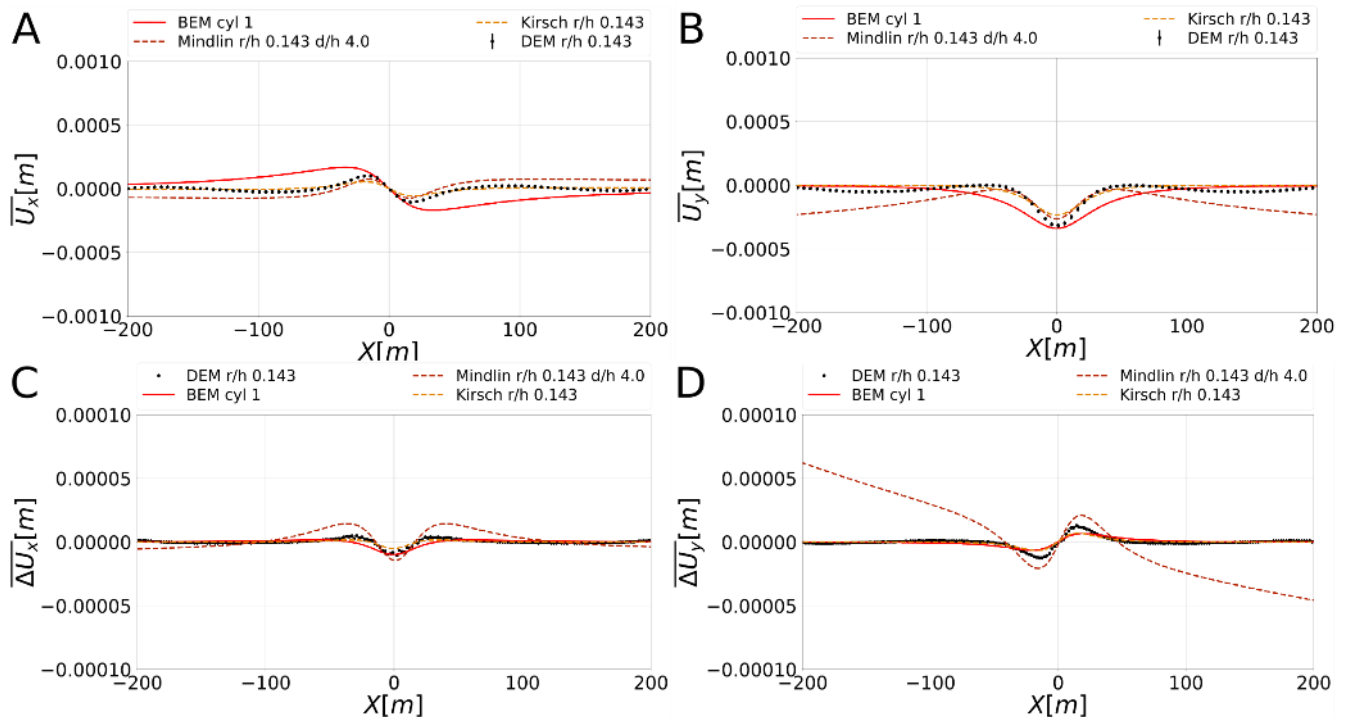 A
BEM cyl 1
Mindlin r/h 0.143 d/h 4.0
Kirsch r/h 0.143
DEM r/h 0.143
0.0010
0.0005
0.0000
−0.0005
−0.0010
Ux[m]
−200 −100 0 100 200
X[m]
B
BEM cyl 1
Mindlin r/h 0.143 d/h 4.0
Kirsch r/h 0.143
DEM r/h 0.143
0.0010
0.0005
0.0000
−0.0005
−0.0010
Uy[m]
−200 −100 0 100 200
X[m]
C
DEM r/h 0.143
BEM cyl 1
Mindlin r/h 0.143 d/h 4.0
Kirsch r/h 0.143
0.00010
0.00005
0.00000
−0.00005
−0.00010
ΔUx[m]
−200 −100 0 100 200
X[m]
D
DEM r/h 0.143
BEM cyl 1
Mindlin r/h 0.143 d/h 4.0
Kirsch r/h 0.143
0.00010
0.00005
0.00000
−0.00005
−0.00010
ΔUy[m]
−200 −100 0 100 200
X[m]